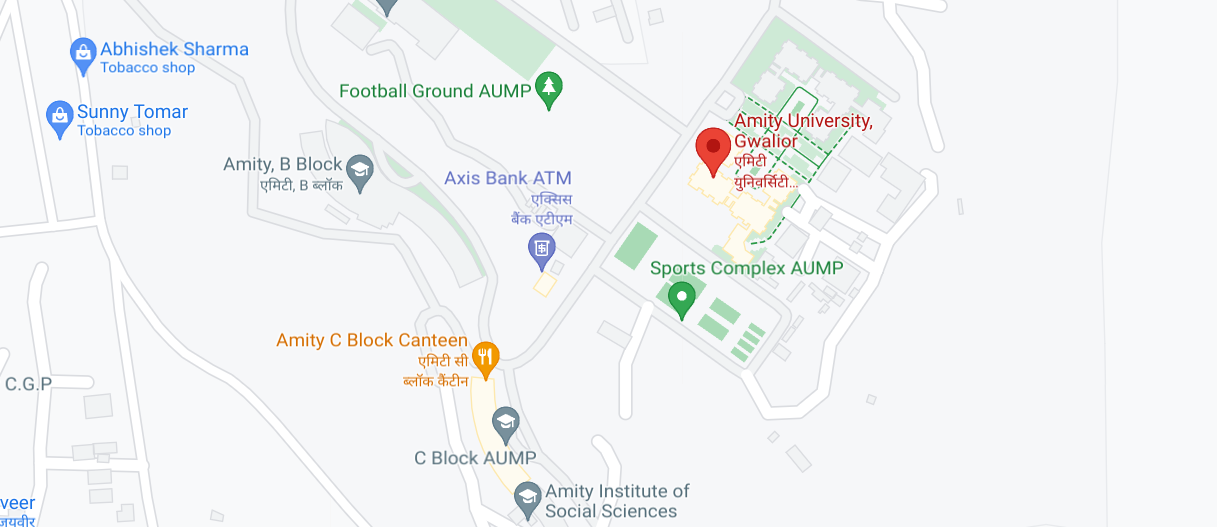 Abhishek Sharma
Tobacco shop
Sunny Tomar
Tobacco shop
Football Ground AUMP
Amity University,
Gwalior
एमिटी
युनिवर्सिटी...
Amity, B Block
एमिटी, B ब्लॉक
Axis Bank ATM
एक्सिस
बैंक एटीएम
Sports Complex AUMP
Amity C Block Canteen
एमिटी सी
ब्लॉक कैंटीन
C.G.P
C Block AUMP
Amity Institute of
Social Sciences
veer
जयवीर